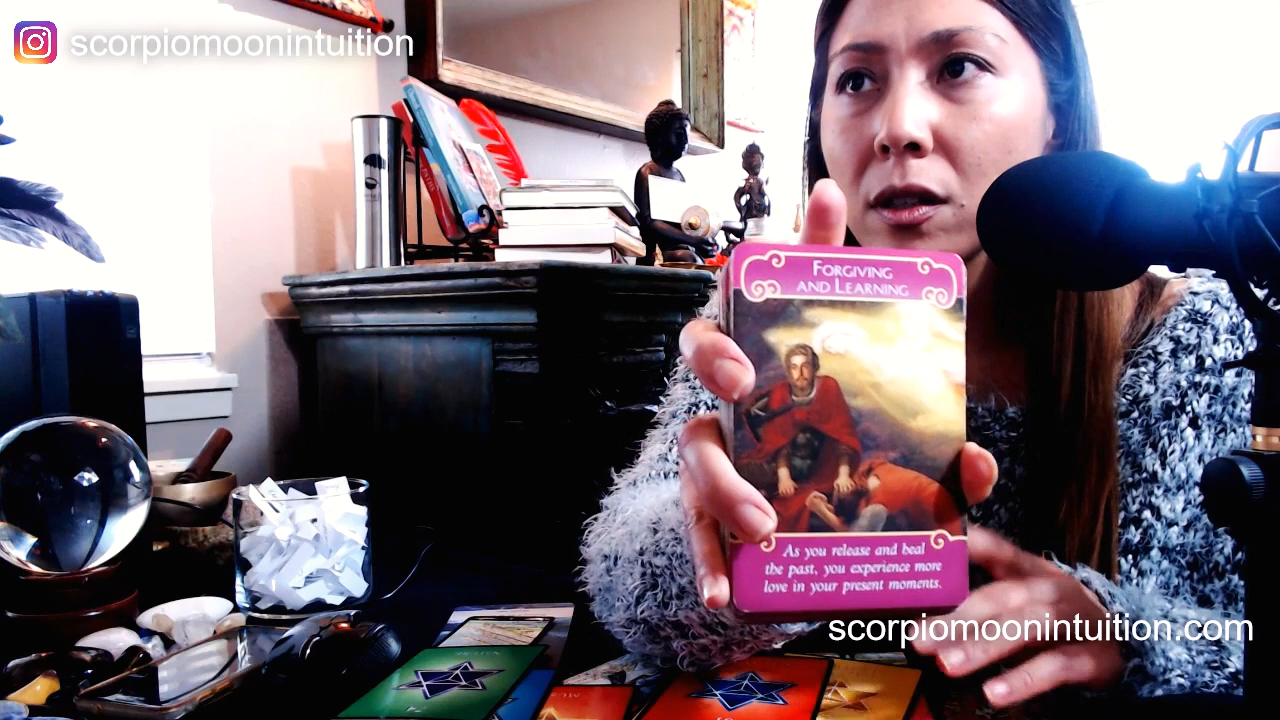 scorpiomoonintuition
FORGIVING
AND LEARNING
As you release and heal
the past, you experience more
love in your present moments.
scorpiomoonintuition.com